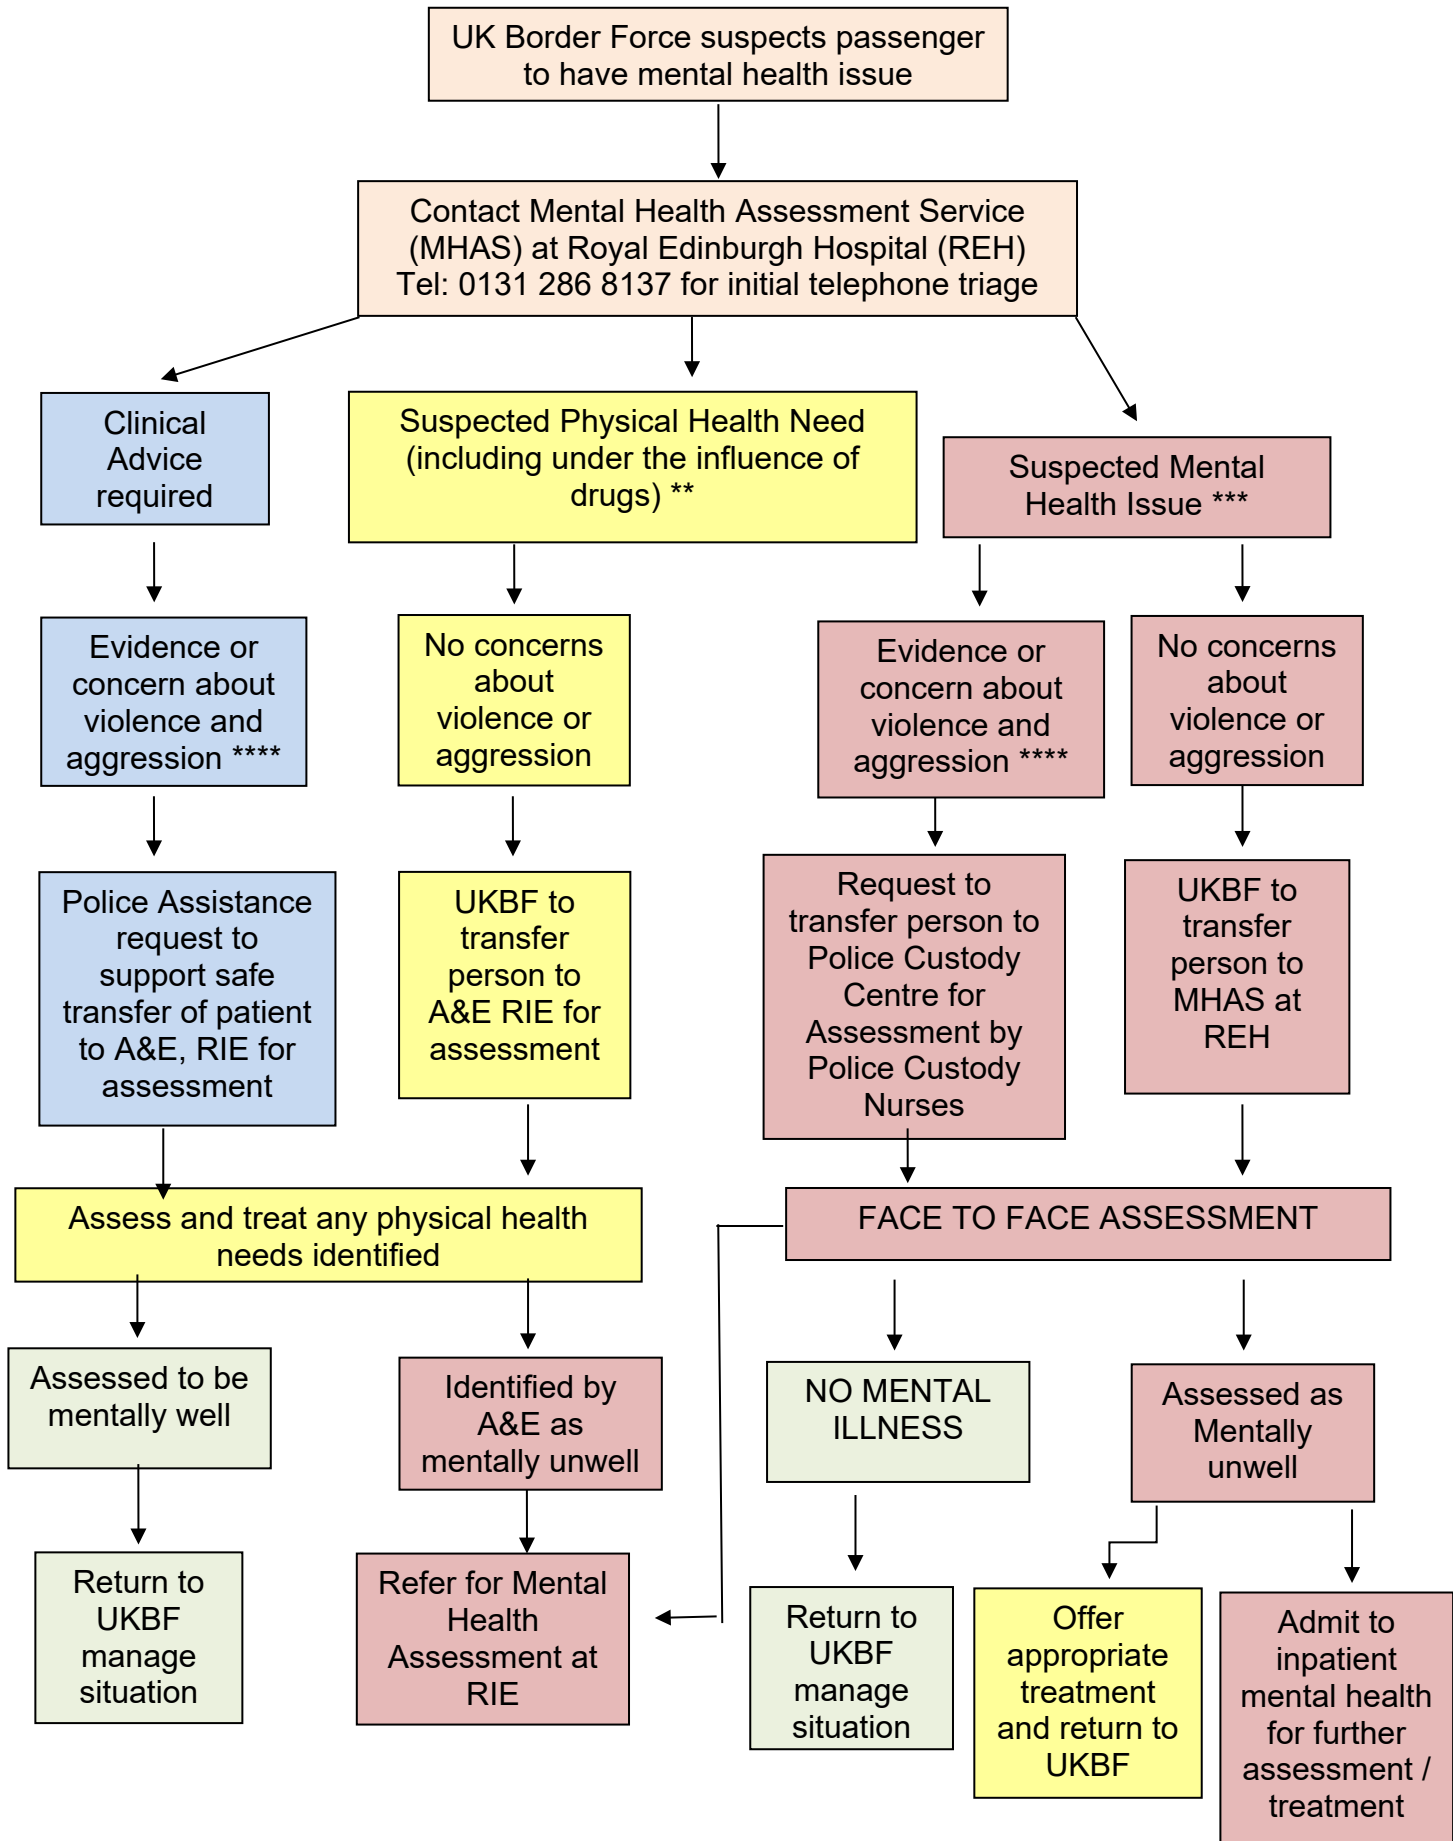 UK Border Force suspects passenger
to have mental health issue
Contact Mental Health Assessment Service
(MHAS) at Royal Edinburgh Hospital (REH)
Tel: 0131 286 8137 for initial telephone triage
Clinical
Advice
required
Suspected Physical Health Need
(including under the influence of
drugs) **
Suspected Mental
Health Issue ***
Evidence or
concern about
violence and
aggression ****
No concerns
about
violence or
aggression
Evidence or
concern about
violence and
aggression ****
No concerns
about
violence or
aggression
Police Assistance
request to
support safe
transfer of patient
to A&E, RIE for
assessment
UKBF to
transfer
person to
A&E RIE for
assessment
Request to
transfer person to
Police Custody
Centre for
Assessment by
Police Custody
Nurses
UKBF to
transfer
person to
MHAS at
REH
Assess and treat any physical health
needs identified
FACE TO FACE ASSESSMENT
Assessed to be
mentally well
Identified by
A&E as
mentally unwell
NO MENTAL
ILLNESS
Assessed as
Mentally
unwell
Return to
UKBF
manage
situation
Refer for Mental
Health
Assessment at
RIE
Return to
UKBF
manage
situation
Offer
appropriate
treatment
and return to
UKBF
Admit to
inpatient
mental health
for further
assessment /
treatment